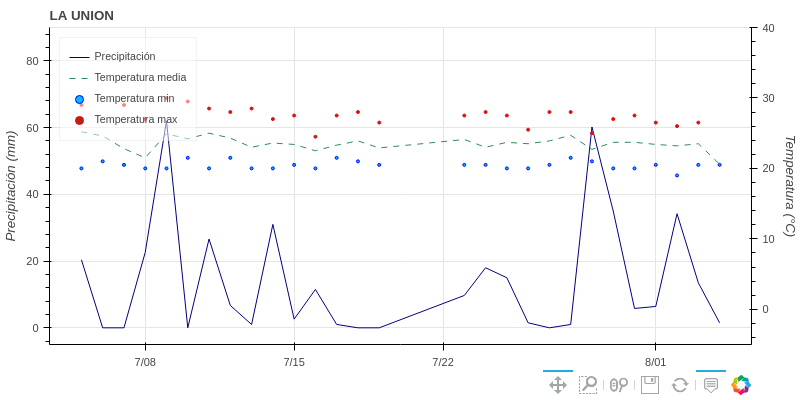 LA UNION
Precipitación
Temperatura media
Temperatura min
Temperatura max
80
60
40
20
0
Precipitación (mm)
40
30
20
10
0
Temperatura (°C)
7/08
7/15
7/22
8/01